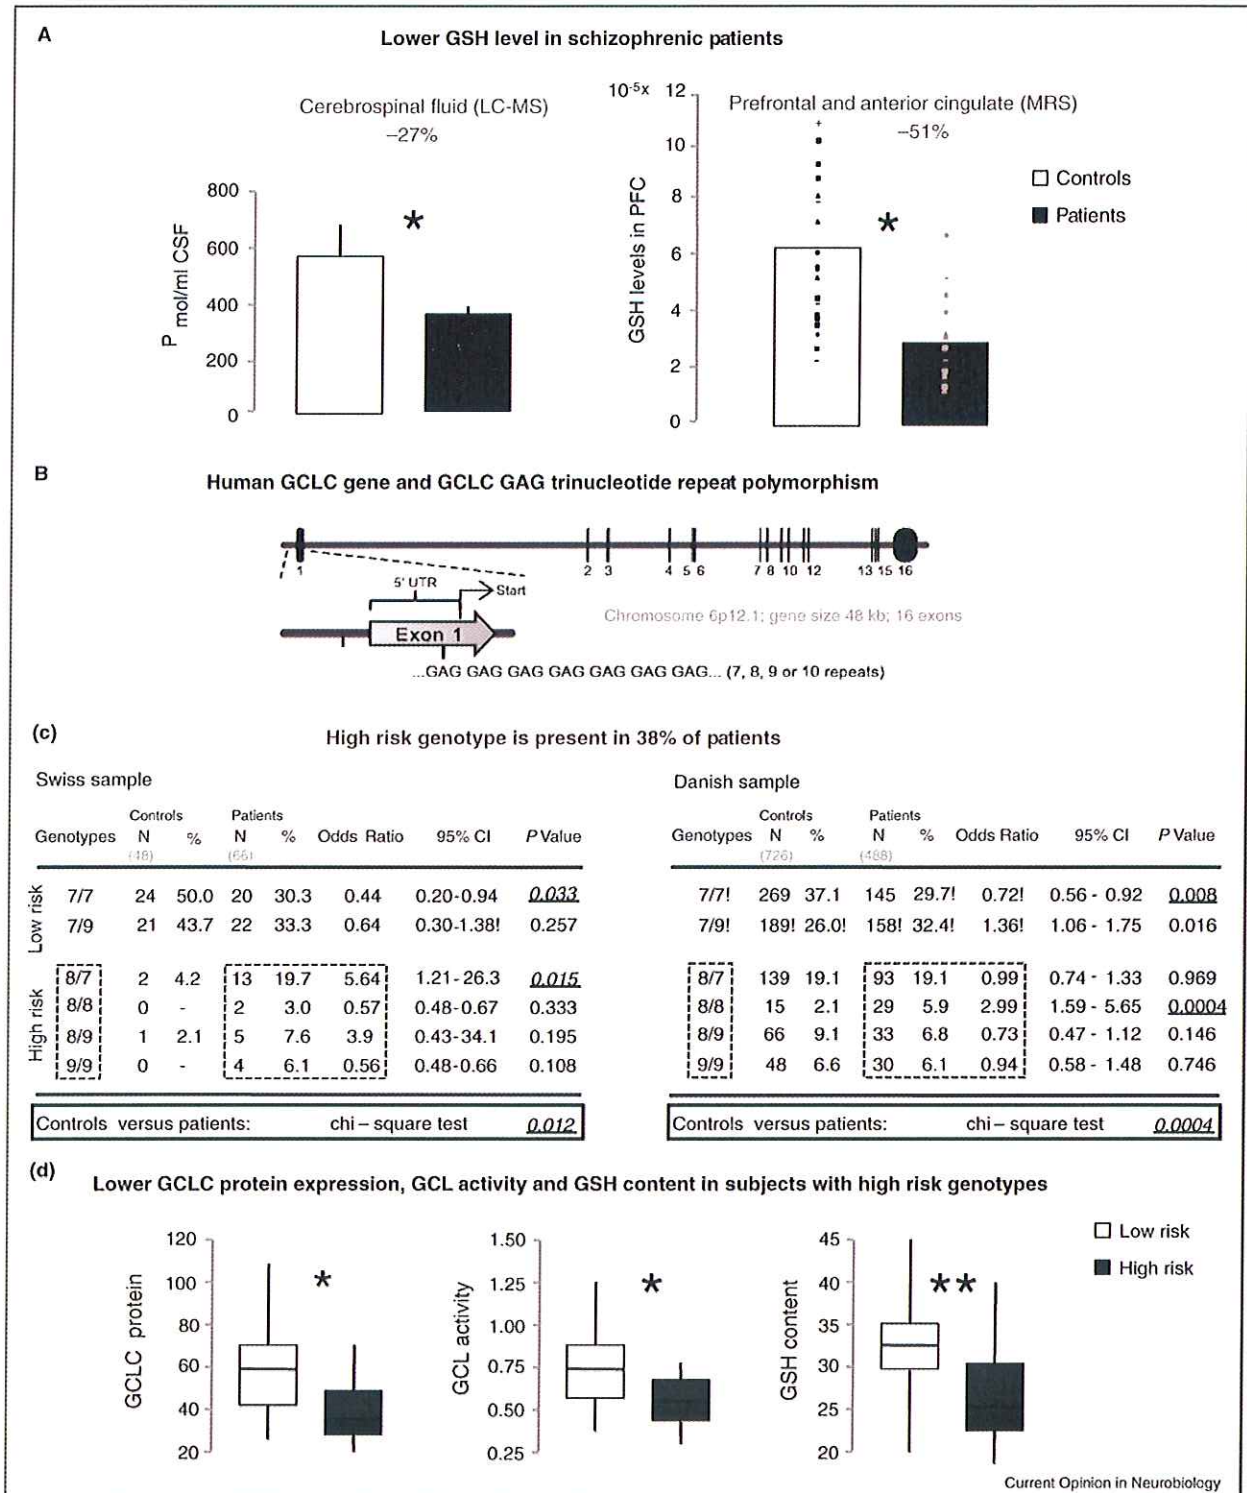 A
Lower GSH level in schizophrenic patients
Cerebrospinal fluid (LC-MS)
–27%
800
600
400
200
0
P mol/ml CSF
*
10-5x
12
10
8
6
4
2
0
GSH levels in PFC
Prefrontal and anterior cingulate (MRS)
–51%
*
Controls
Patients
B
Human GCLC gene and GCLC GAG trinucleotide repeat polymorphism
1 2 3 4 5 6 7 8 10 12 13 15 16
5' UTR
Start
Chromosome 6p12.1; gene size 48 kb; 16 exons
Exon 1
...GAG GAG GAG GAG GAG GAG GAG... (7, 8, 9 or 10 repeats)
(c)
High risk genotype is present in 38% of patients
Swiss sample
Controls Patients
Genotypes N % N % Odds Ratio 95% CI P Value
(48) (66)
Low risk
7/7 24 50.0 20 30.3 0.44 0.20-0.94 0.033
7/9 21 43.7 22 33.3 0.64 0.30-1.38! 0.257
High risk
8/7 2 4.2 13 19.7 5.64 1.21-26.3 0.015
8/8 0 - 2 3.0 0.57 0.48-0.67 0.333
8/9 1 2.1 5 7.6 3.9 0.43-34.1 0.195
9/9 0 - 4 6.1 0.56 0.48-0.66 0.108
Controls versus patients: chi – square test 0.012
Danish sample
Controls Patients
Genotypes N % N % Odds Ratio 95% CI P Value
(726) (488)
7/7! 269 37.1 145 29.7! 0.72! 0.56 - 0.92 0.008
7/9! 189! 26.0! 158! 32.4! 1.36! 1.06 - 1.75 0.016
8/7 139 19.1 93 19.1 0.99 0.74 - 1.33 0.969
8/8 15 2.1 29 5.9 2.99 1.59 - 5.65 0.0004
8/9 66 9.1 33 6.8 0.73 0.47 - 1.12 0.146
9/9 48 6.6 30 6.1 0.94 0.58 - 1.48 0.746
Controls versus patients: chi – square test 0.0004
(d)
Lower GCLC protein expression, GCL activity and GSH content in subjects with high risk genotypes
120
100
80
60
40
20
GCLC protein
*
1.50
1.25
1.00
0.75
0.50
0.25
GCL activity
*
45
40
35
30
25
20
GSH content
**
Low risk
High risk
Current Opinion in Neurobiology